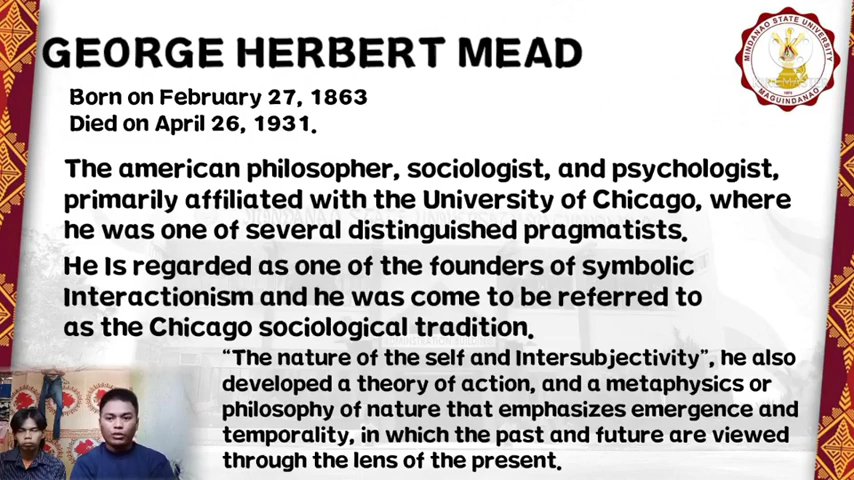 GEORGE HERBERT MEAD
MINDANAO STATE UNIVERSITY
MAGUINDANAO
Born on February 27, 1863
Died on April 26, 1931.
The american philosopher, sociologist, and psychologist,
primarily affiliated with the University of Chicago, where
he was one of several distinguished pragmatists.
He Is regarded as one of the founders of symbolic
Interactionism and he was come to be referred to
as the Chicago sociological tradition.
“The nature of the self and Intersubjectivity”, he also
developed a theory of action, and a metaphysics or
philosophy of nature that emphasizes emergence and
temporality, in which the past and future are viewed
through the lens of the present.